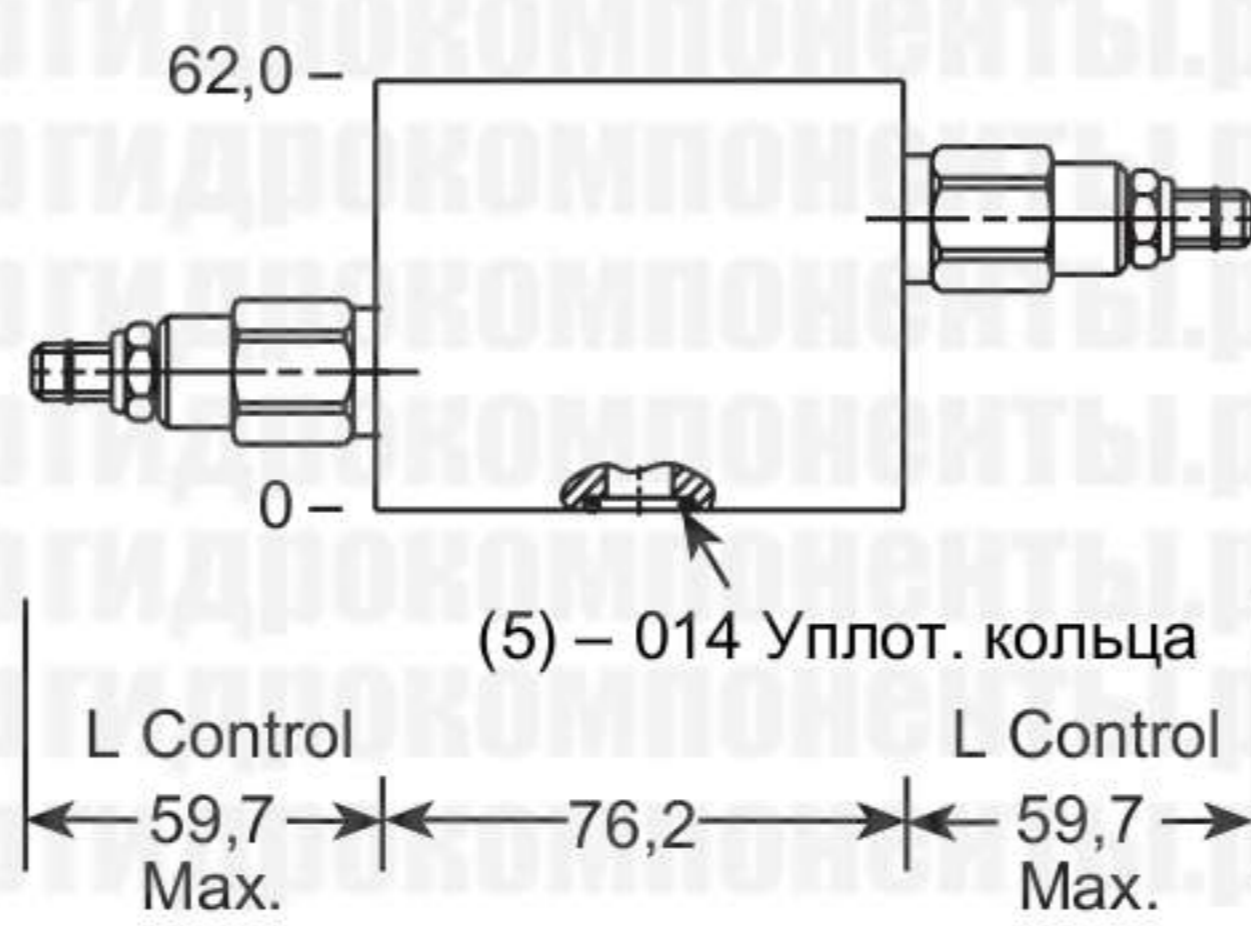 62,0 –
0 –
(5) – 014 Уплот. кольца
L Control
L Control
59,7
76,2
59,7
Max.
Max.